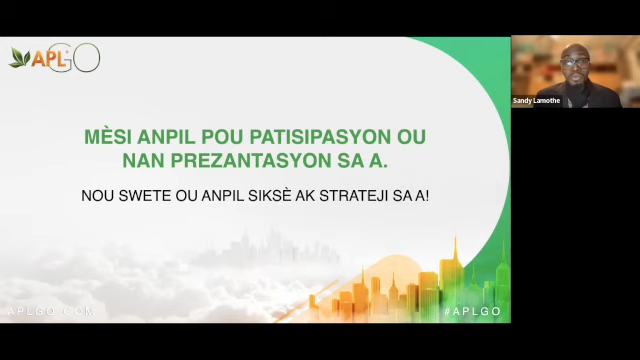 APLGO
Sandy Lamothe
MÈSI ANPIL POU PATISIPASYON OU
NAN PREZANTASYON SA A.
NOU SWETE OU ANPIL SIKSÈ AK STRATEJI SA A!
APLGO.COM
#APLGO